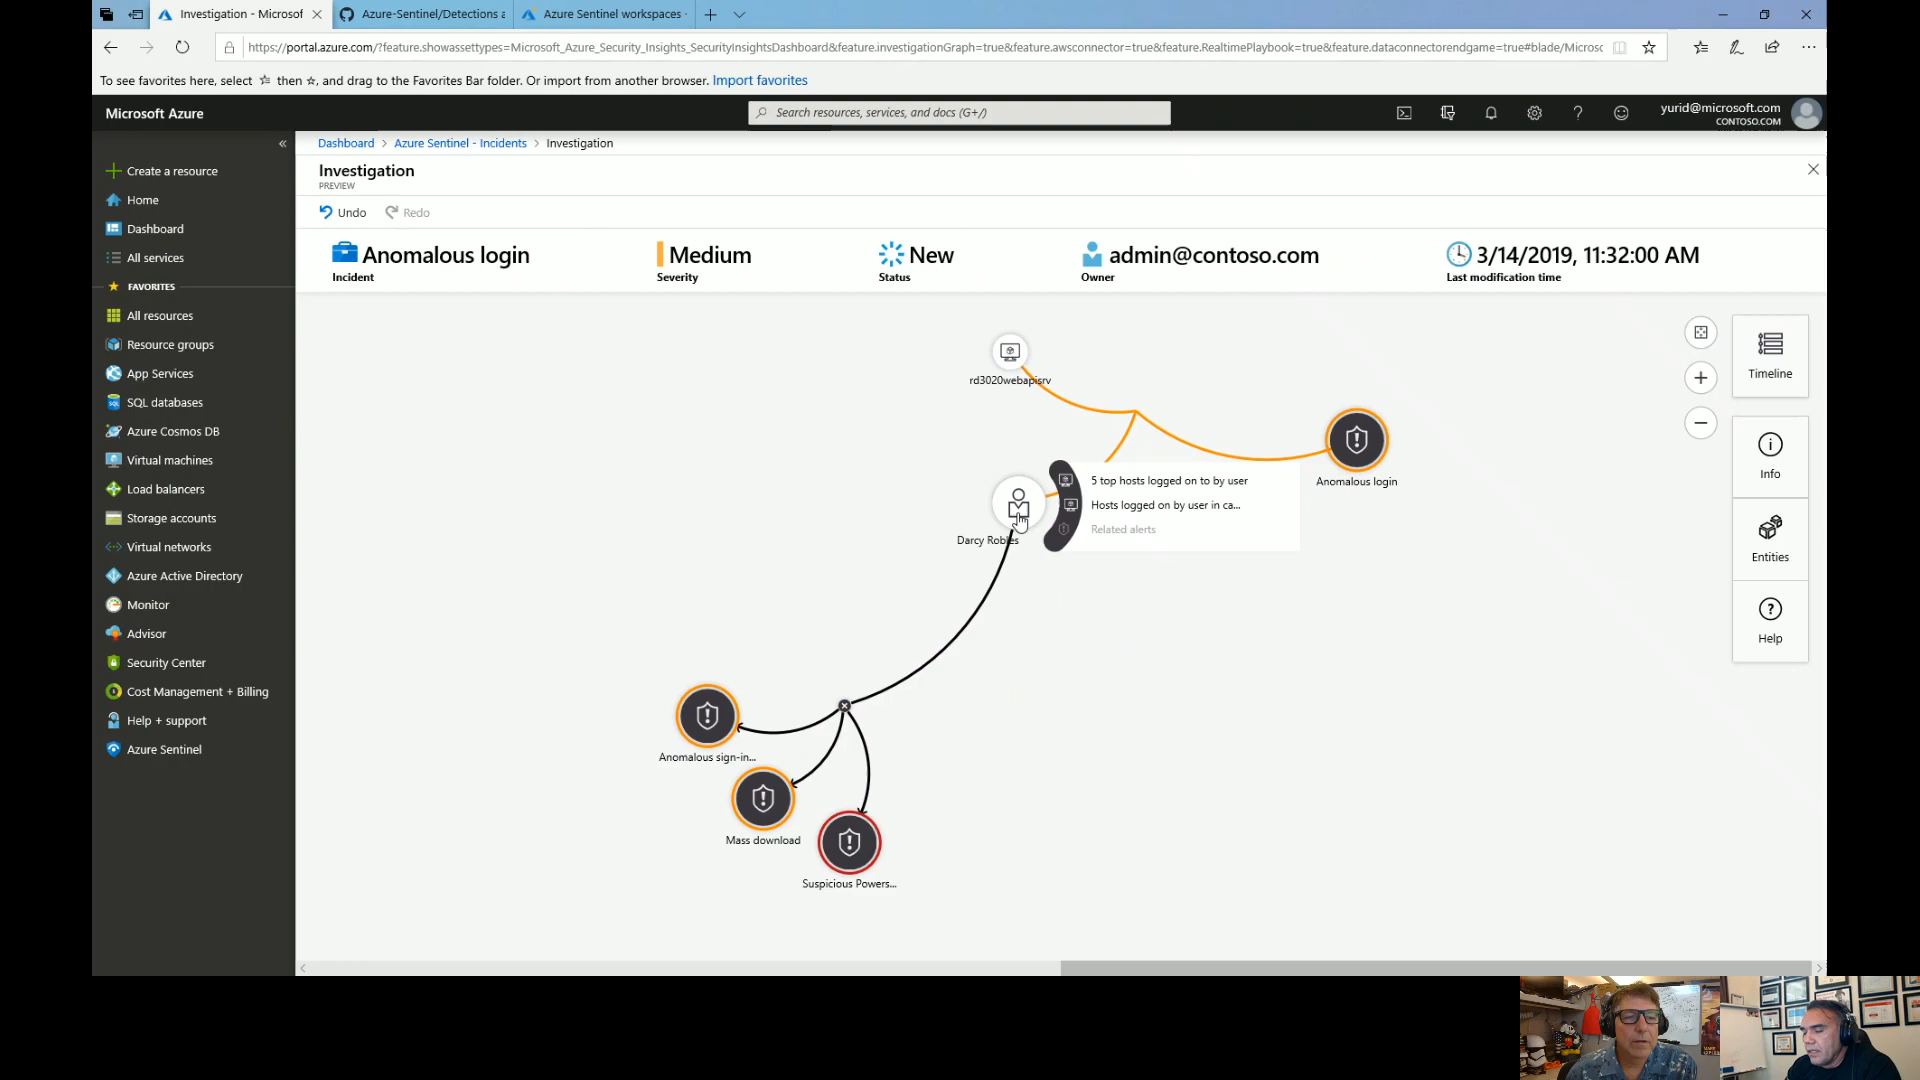 Investigation - Microsof
Azure-Sentinel/Detections a
Azure Sentinel workspaces
https://portal.azure.com/?feature.showassettypes=Microsoft_Azure_Security_Insights_SecurityInsightsDashboard&feature.investigationGraph=true&feature.awsconnector=true&feature.RealtimePlaybook=true&feature.dataconnectorendgame=true#blade/Microsc
To see favorites here, select ☆ then ☆, and drag to the Favorites Bar folder. Or import from another browser. Import favorites
Microsoft Azure
Search resources, services, and docs (G+/)
yurid@microsoft.com
CONTOSO.COM
Create a resource
Home
Dashboard
All services
FAVORITES
All resources
Resource groups
App Services
SQL databases
Azure Cosmos DB
Virtual machines
Load balancers
Storage accounts
Virtual networks
Azure Active Directory
Monitor
Advisor
Security Center
Cost Management + Billing
Help + support
Azure Sentinel
Dashboard > Azure Sentinel - Incidents > Investigation
Investigation
PREVIEW
Undo
Redo
Anomalous login
Incident
Medium
Severity
New
Status
admin@contoso.com
Owner
3/14/2019, 11:32:00 AM
Last modification time
rd3020webapisrv
Anomalous login
5 top hosts logged on to by user
Hosts logged on by user in ca...
Related alerts
Darcy Robles
Anomalous sign-in...
Mass download
Suspicious Powers...
Timeline
Info
Entities
Help